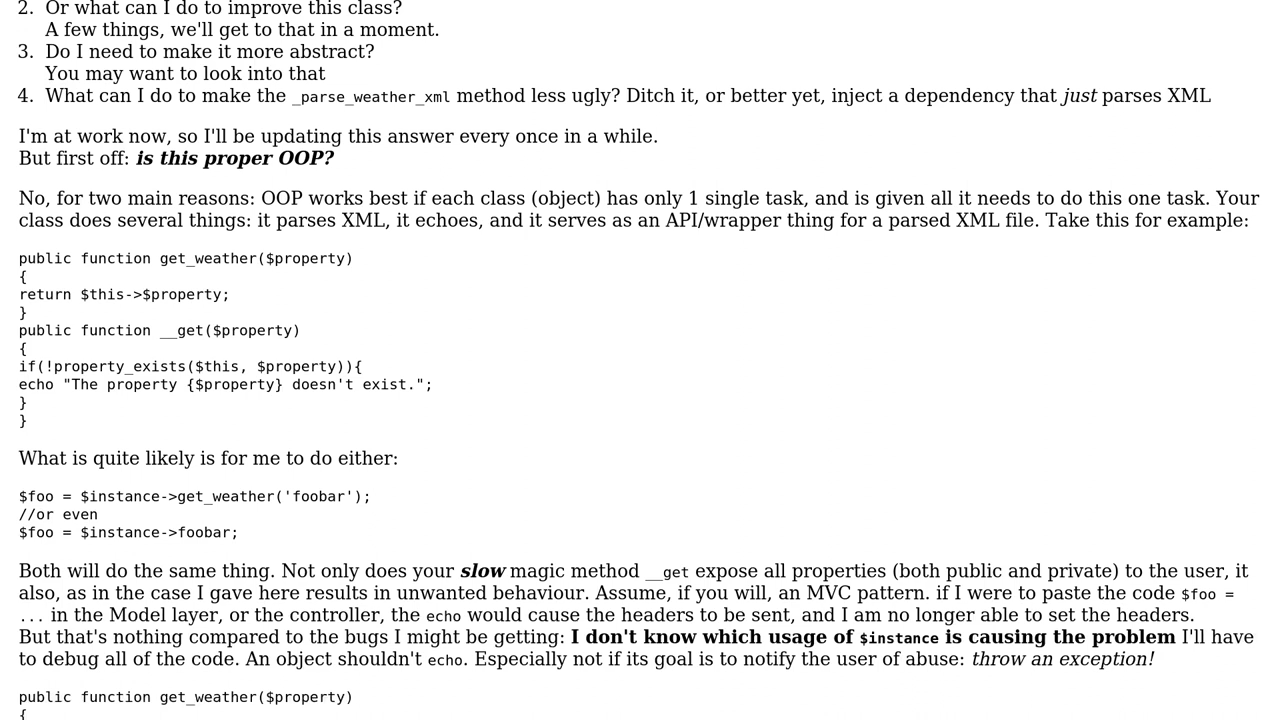 2. Or what can I do to improve this class?
A few things, we'll get to that in a moment.
3. Do I need to make it more abstract?
You may want to look into that
4. What can I do to make the _parse_weather_xml method less ugly? Ditch it, or better yet, inject a dependency that just parses XML
I'm at work now, so I'll be updating this answer every once in a while.
But first off: is this proper OOP?
No, for two main reasons: OOP works best if each class (object) has only 1 single task, and is given all it needs to do this one task. Your
class does several things: it parses XML, it echoes, and it serves as an API/wrapper thing for a parsed XML file. Take this for example:
public function get_weather($property)
{
return $this->$property;
}
public function __get($property)
{
if(!property_exists($this, $property)){
echo "The property {$property} doesn't exist.";
}
}
What is quite likely is for me to do either:
$foo = $instance->get_weather('foobar');
//or even
$foo = $instance->foobar;
Both will do the same thing. Not only does your slow magic method __get expose all properties (both public and private) to the user, it
also, as in the case I gave here results in unwanted behaviour. Assume, if you will, an MVC pattern. if I were to paste the code $foo =
... in the Model layer, or the controller, the echo would cause the headers to be sent, and I am no longer able to set the headers.
But that's nothing compared to the bugs I might be getting: I don't know which usage of $instance is causing the problem I'll have
to debug all of the code. An object shouldn't echo. Especially not if its goal is to notify the user of abuse: throw an exception!
public function get_weather($property)
{